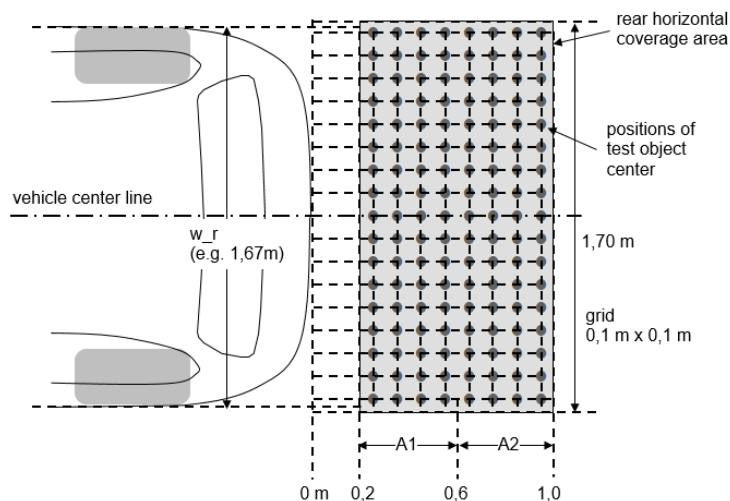 rear horizontal
coverage area
positions of
test object
center
vehicle center line
w_r
(e.g. 1,67m)
1,70 m
grid
0,1 m x 0,1 m
A1
A2
0 m
0,2
0,6
1,0